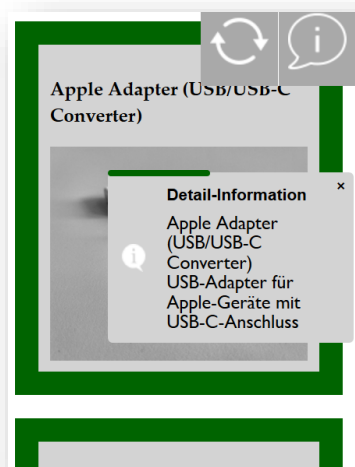 Apple Adapter (USB/USB-C
Converter)
×
Detail-Information
Apple Adapter
(USB/USB-C
Converter)
USB-Adapter für
Apple-Geräte mit
USB-C-Anschluss